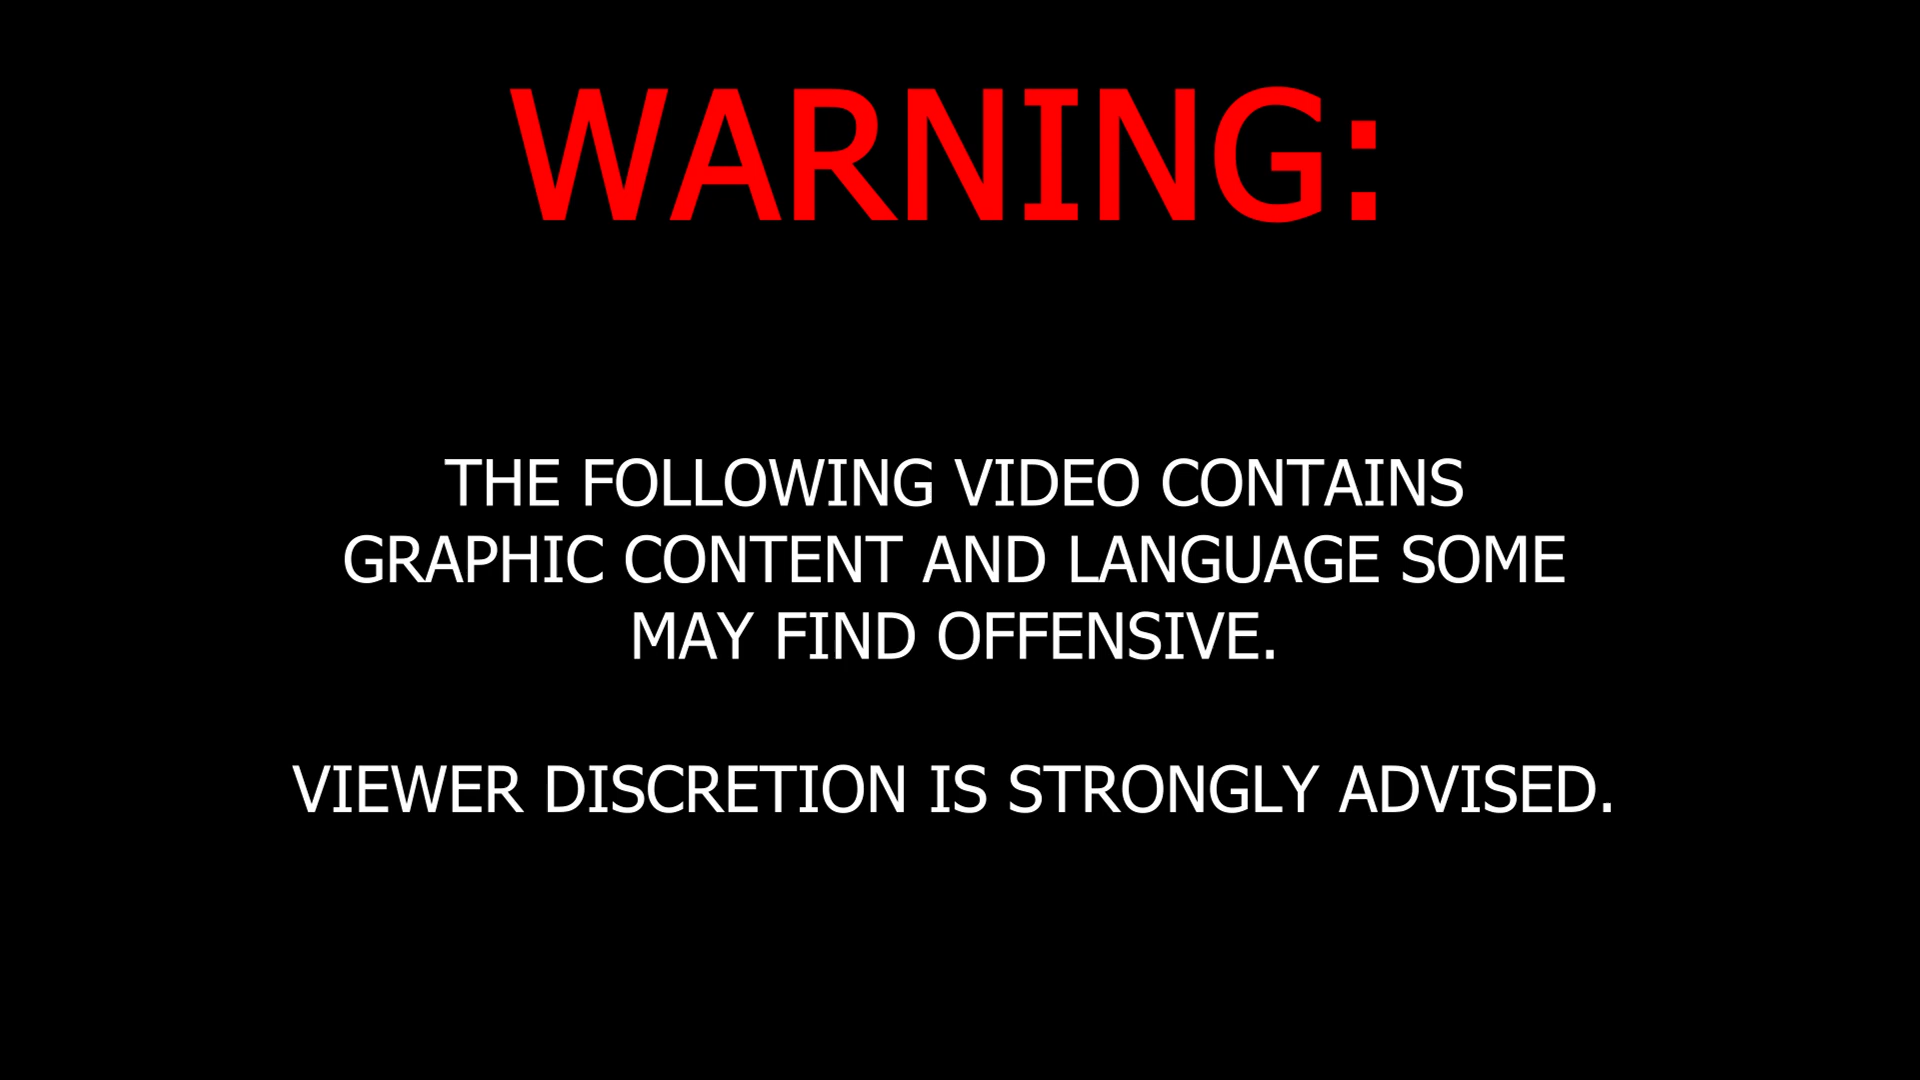 WARNING:
THE FOLLOWING VIDEO CONTAINS
GRAPHIC CONTENT AND LANGUAGE SOME
MAY FIND OFFENSIVE.
VIEWER DISCRETION IS STRONGLY ADVISED.